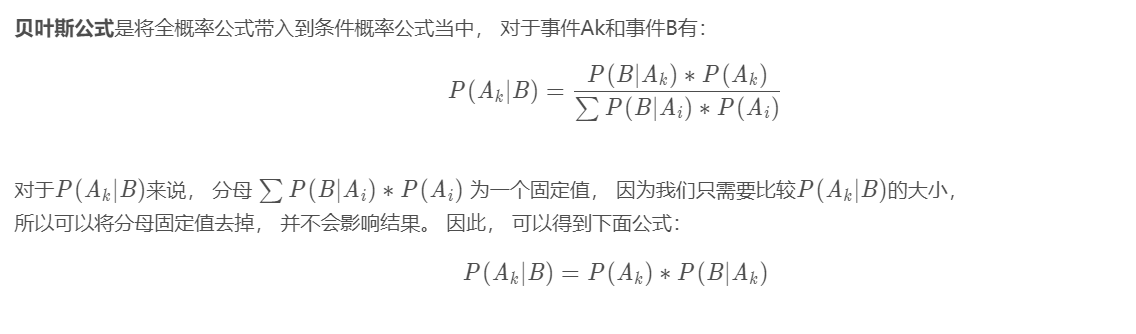 贝叶斯公式是将全概率公式带入到条件概率公式当中， 对于事件Ak和事件B有：
P(A_k|B) = \frac{P(B|A_k) * P(A_k)}{\sum P(B|A_i) * P(A_i)}
对于P(A_k|B)来说， 分母 \sum P(B|A_i) * P(A_i) 为一个固定值， 因为我们只需要比较P(A_k|B)的大小，
所以可以将分母固定值去掉， 并不会影响结果。 因此， 可以得到下面公式：
P(A_k|B) = P(A_k) * P(B|A_k)